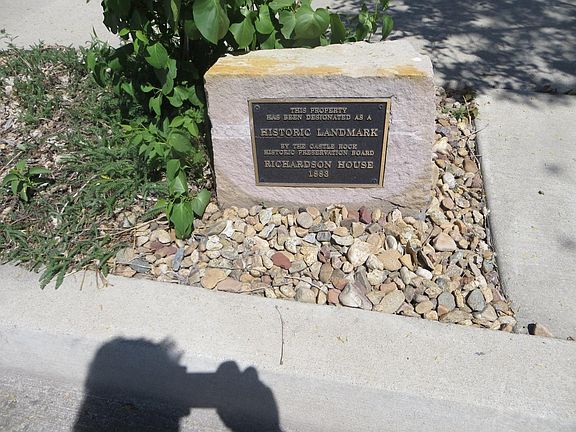 THIS PROPERTY
HAS BEEN DESIGNATED AS A
HISTORIC LANDMARK
BY THE CASTLE ROCK
HISTORIC PRESERVATION BOARD
RICHARDSON HOUSE
1883